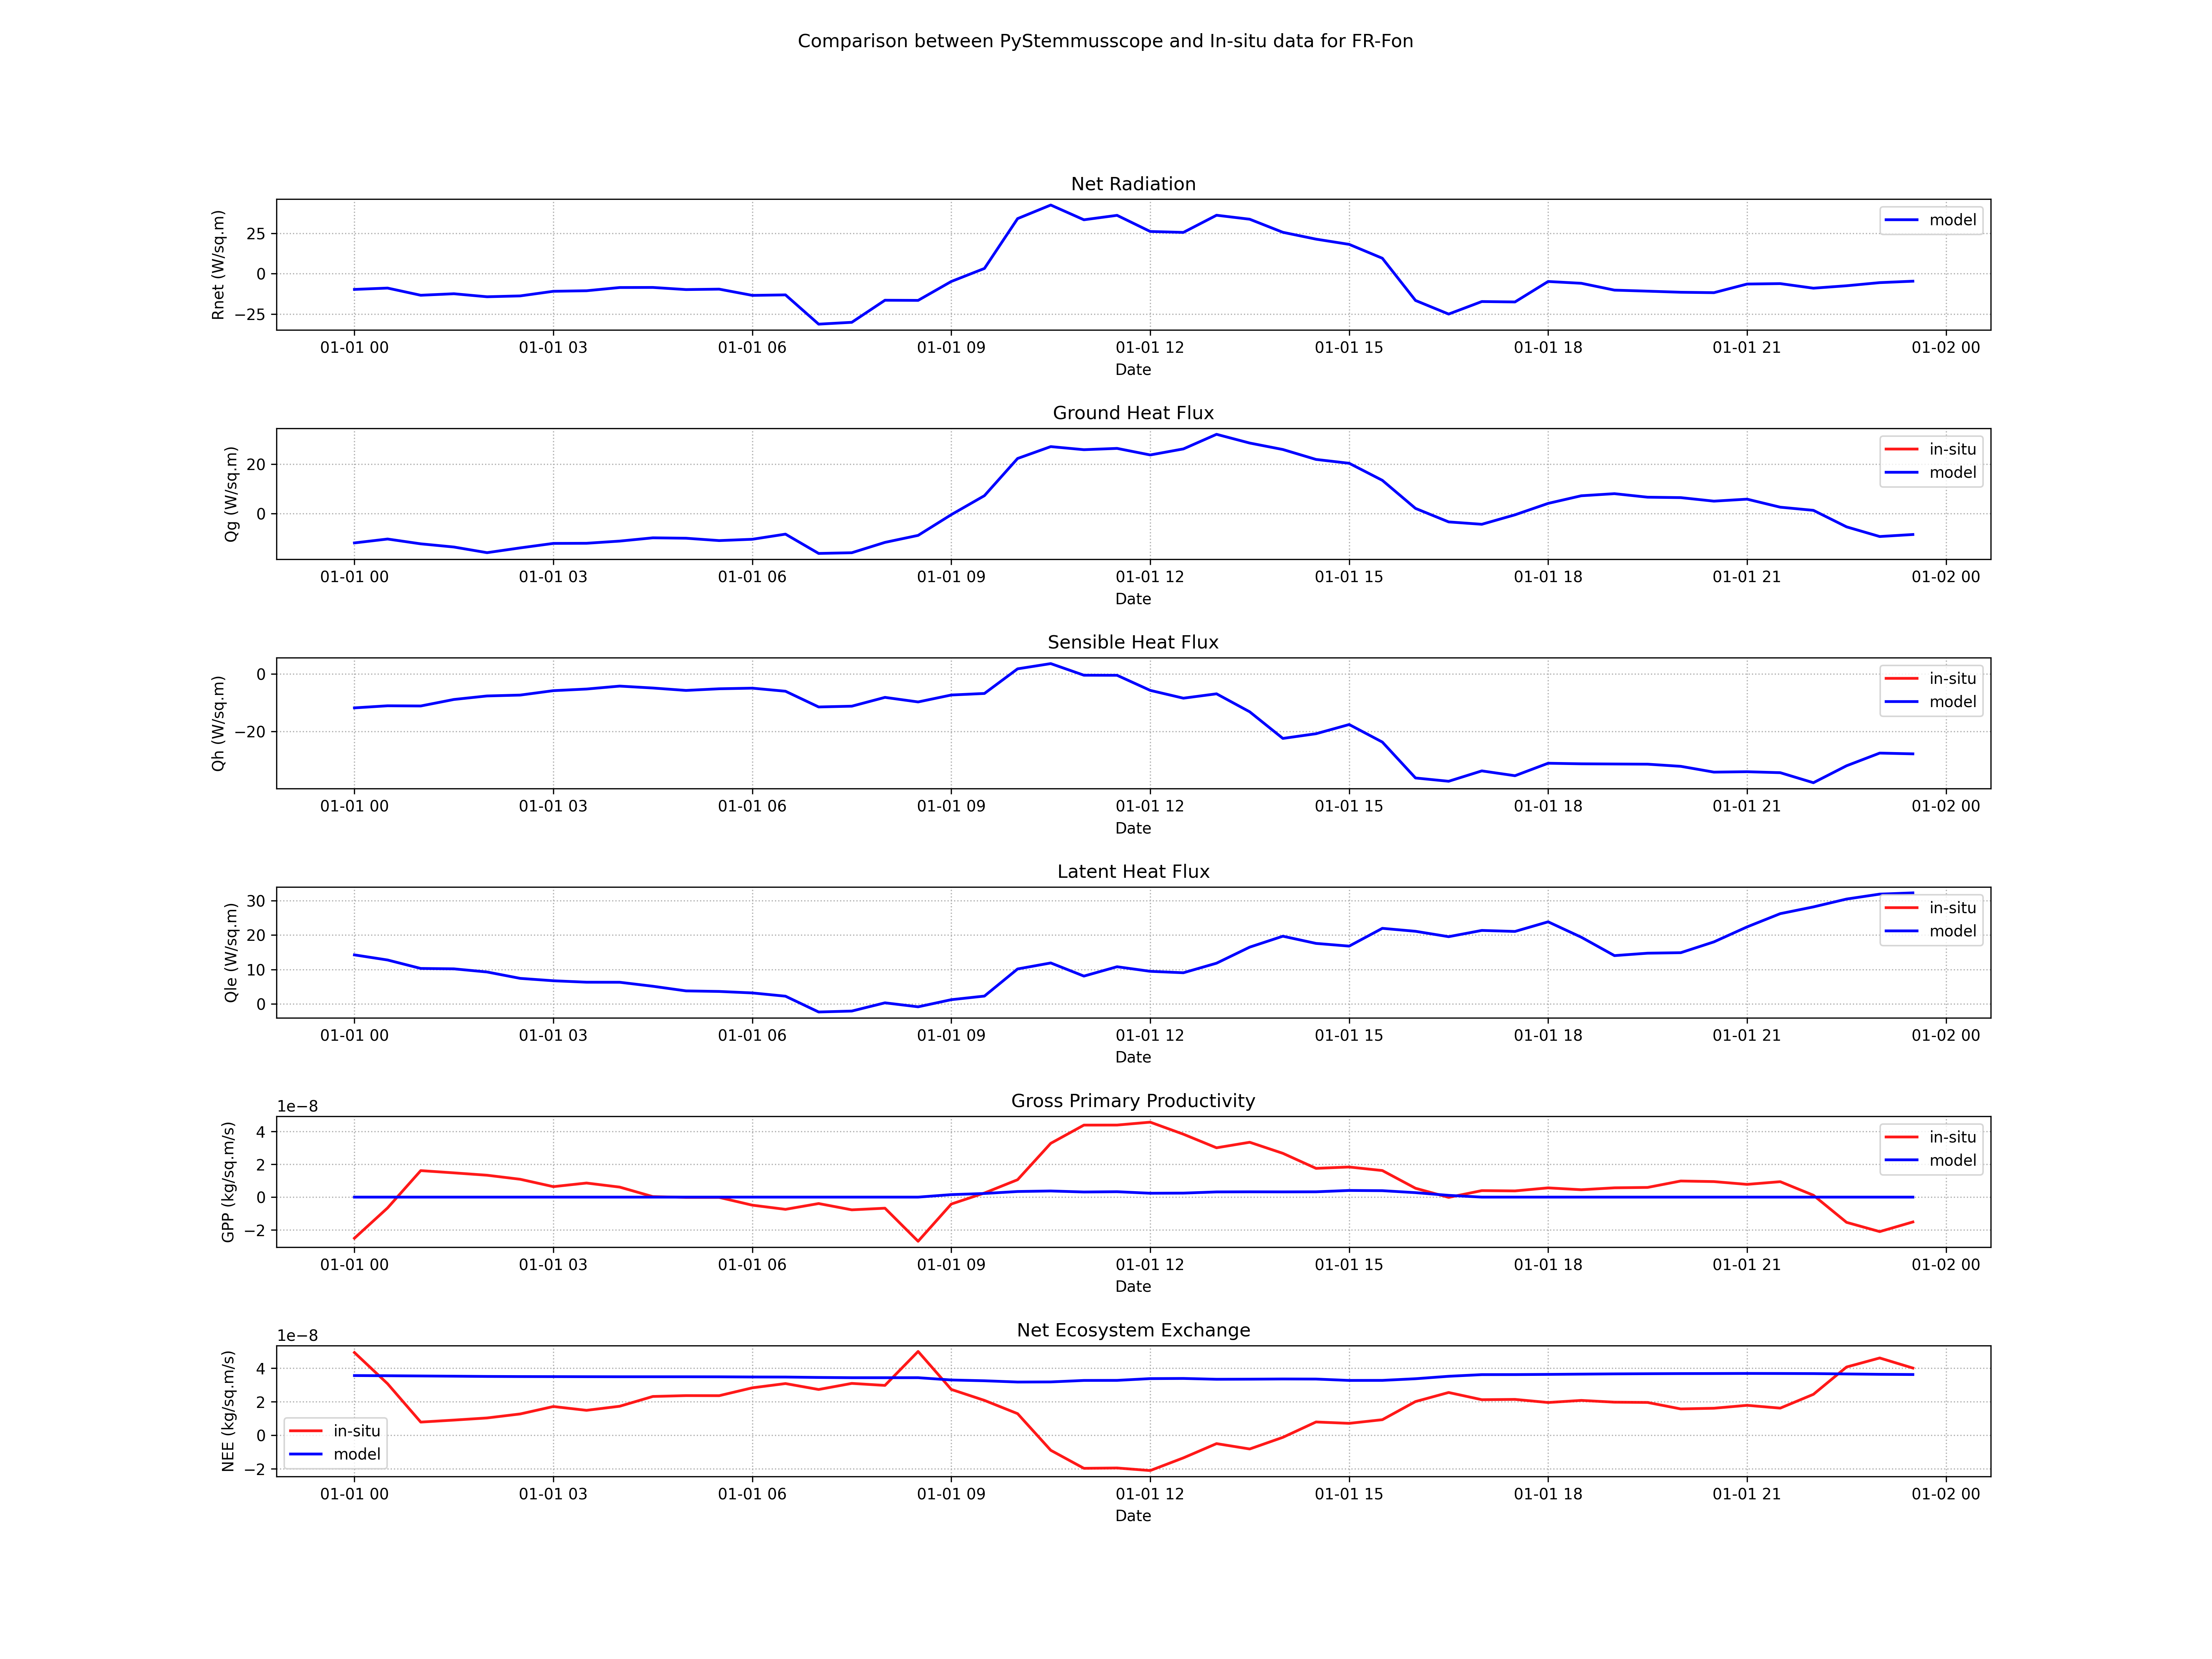 Comparison between PyStemmusscope and In-situ data for FR-Fon
Net Radiation
Rnet (W/sq.m)
25
0
−25
model
01-01 00 01-01 03 01-01 06 01-01 09 01-01 12 01-01 15 01-01 18 01-01 21 01-02 00
Date
Ground Heat Flux
Qg (W/sq.m)
20
0
in-situ
model
01-01 00 01-01 03 01-01 06 01-01 09 01-01 12 01-01 15 01-01 18 01-01 21 01-02 00
Date
Sensible Heat Flux
Qh (W/sq.m)
0
−20
in-situ
model
01-01 00 01-01 03 01-01 06 01-01 09 01-01 12 01-01 15 01-01 18 01-01 21 01-02 00
Date
Latent Heat Flux
Qle (W/sq.m)
30
20
10
0
in-situ
model
01-01 00 01-01 03 01-01 06 01-01 09 01-01 12 01-01 15 01-01 18 01-01 21 01-02 00
Date
Gross Primary Productivity
1e−8
GPP (kg/sq.m/s)
4
2
0
−2
in-situ
model
01-01 00 01-01 03 01-01 06 01-01 09 01-01 12 01-01 15 01-01 18 01-01 21 01-02 00
Date
Net Ecosystem Exchange
1e−8
NEE (kg/sq.m/s)
4
2
0
−2
in-situ
model
01-01 00 01-01 03 01-01 06 01-01 09 01-01 12 01-01 15 01-01 18 01-01 21 01-02 00
Date